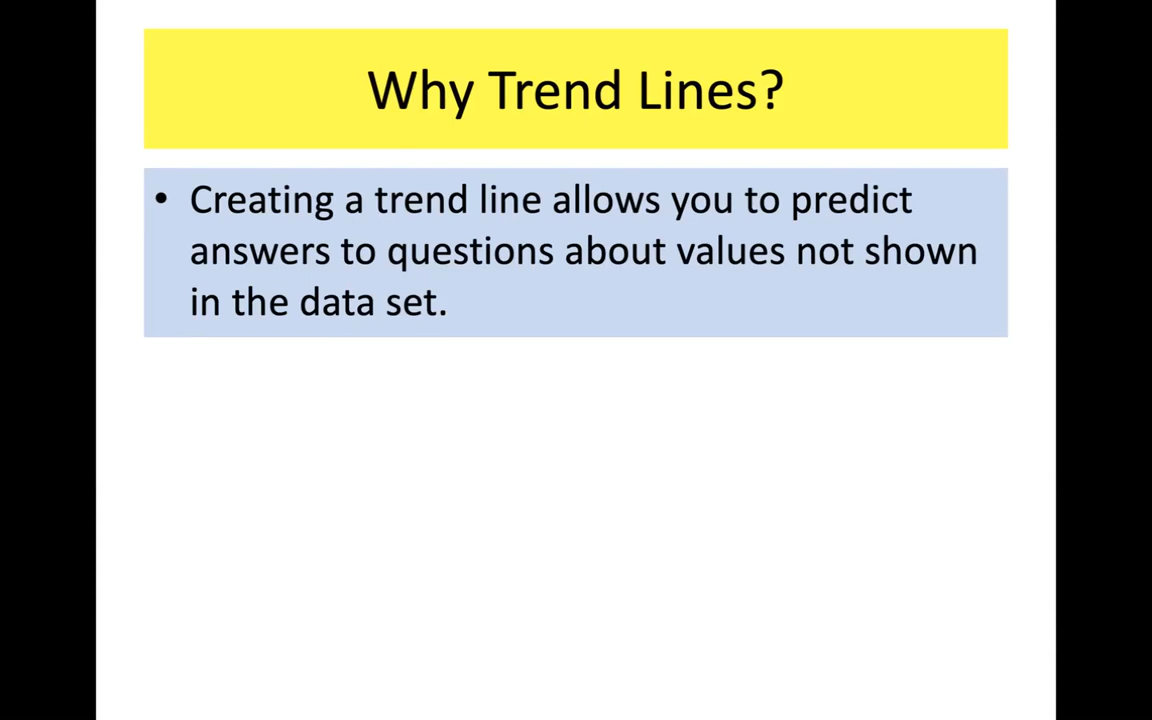 Why Trend Lines?
• Creating a trend line allows you to predict
answers to questions about values not shown
in the data set.